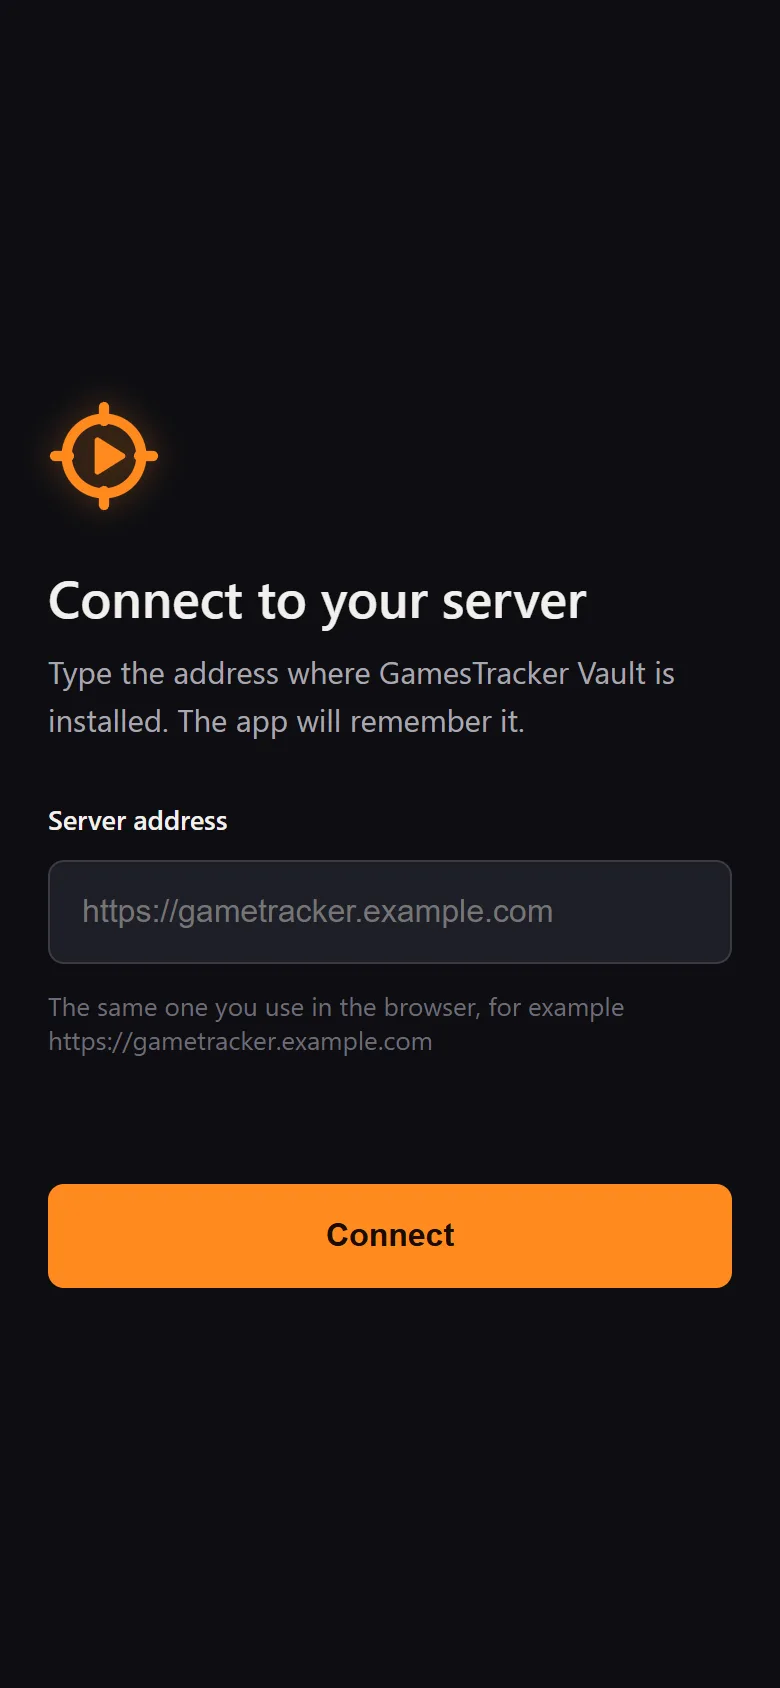 Connect to your server
Type the address where GamesTracker Vault is
installed. The app will remember it.
Server address
https://gametracker.example.com
The same one you use in the browser, for example
https://gametracker.example.com
Connect